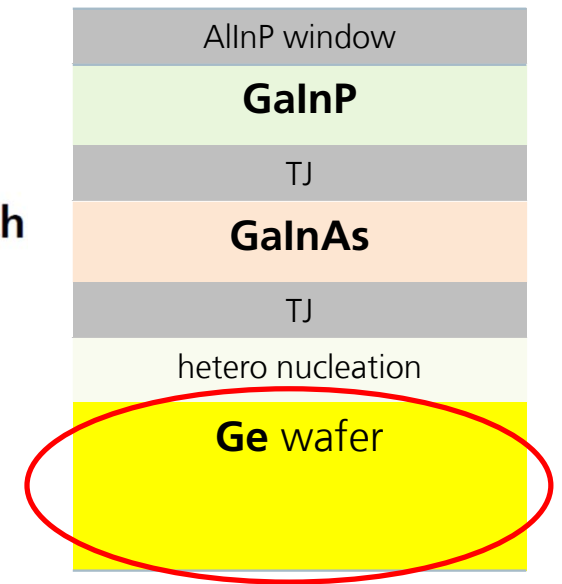 AlInP window
GaInP
TJ
h
GaInAs
TJ
hetero nucleation
Ge wafer